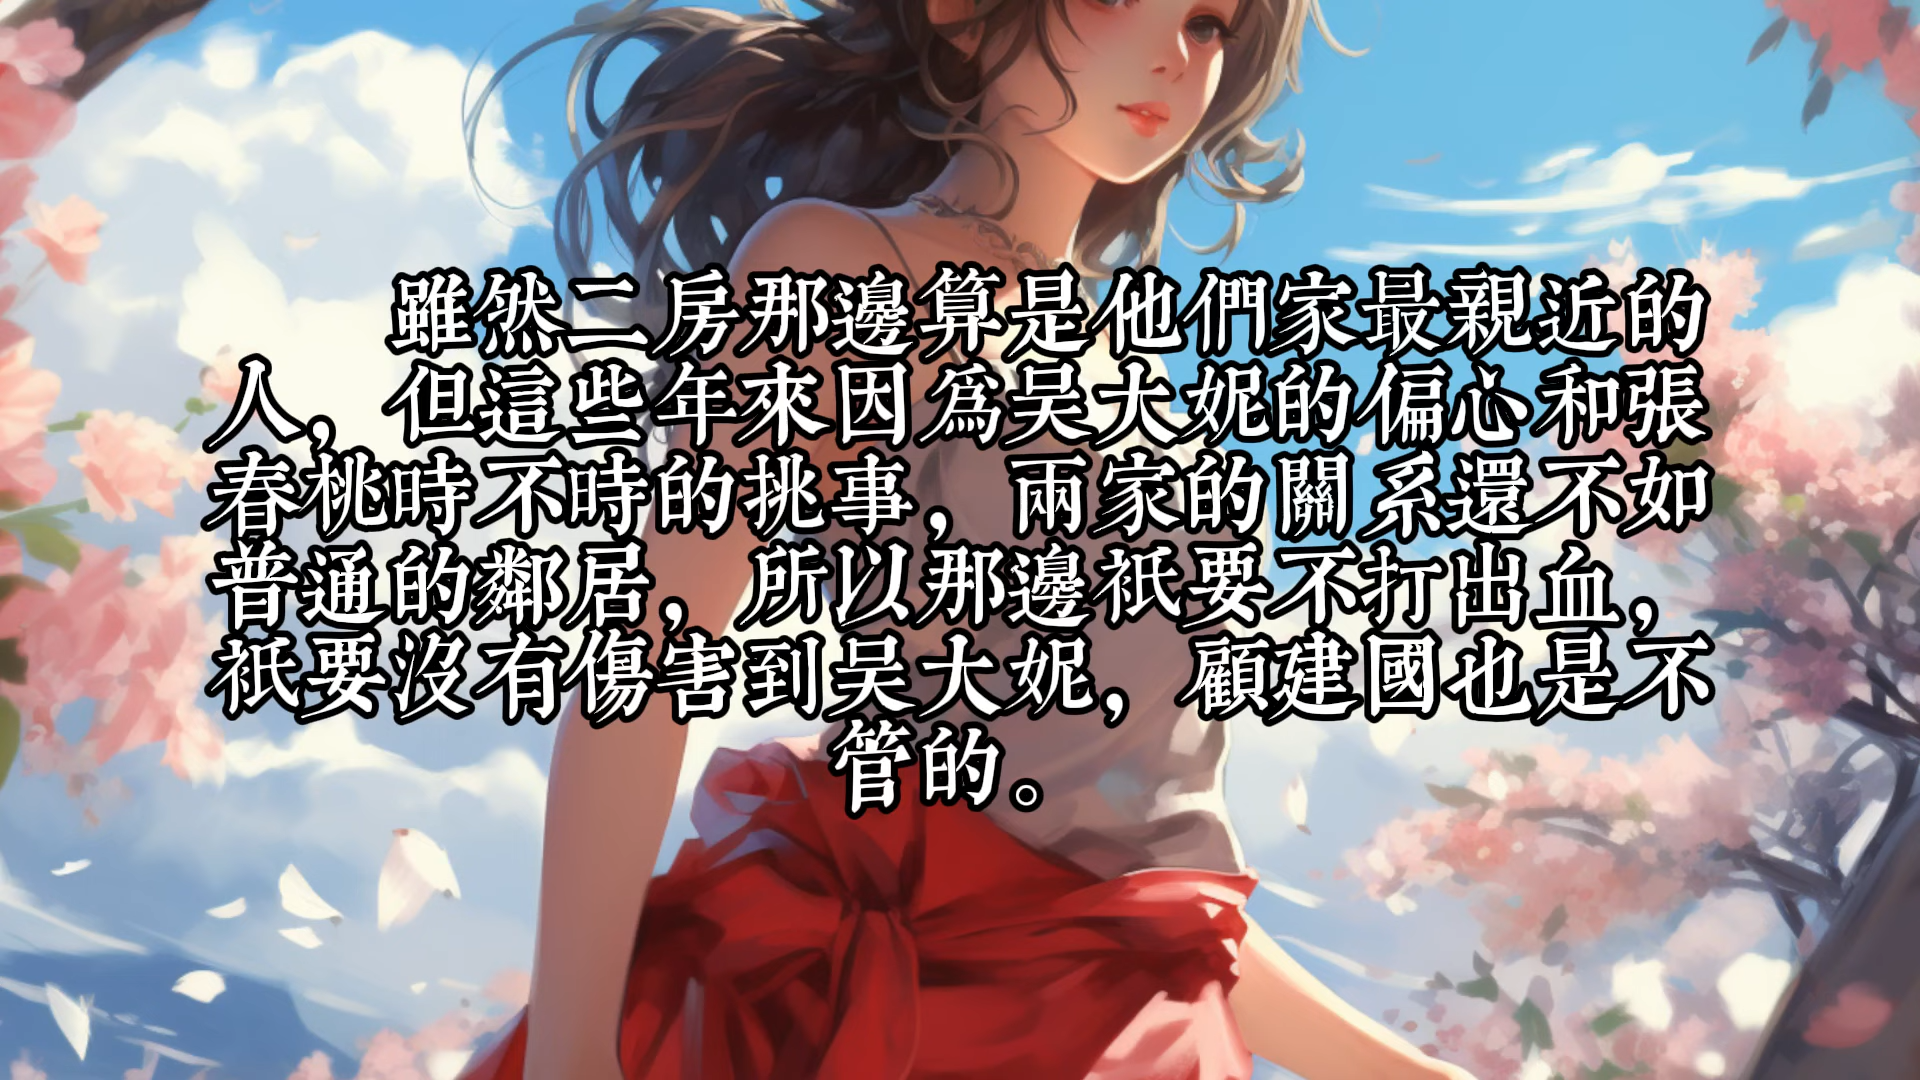 雖然二房那邊算是他們家最親近的
人，但這些年來因爲吴大妮的偏心和張
春桃時不時的挑事，兩家的關系還不如
普通的鄰居，所以那邊衹要不打出血，
衹要沒有傷害到吴大妮，顧建國也是不
管的。